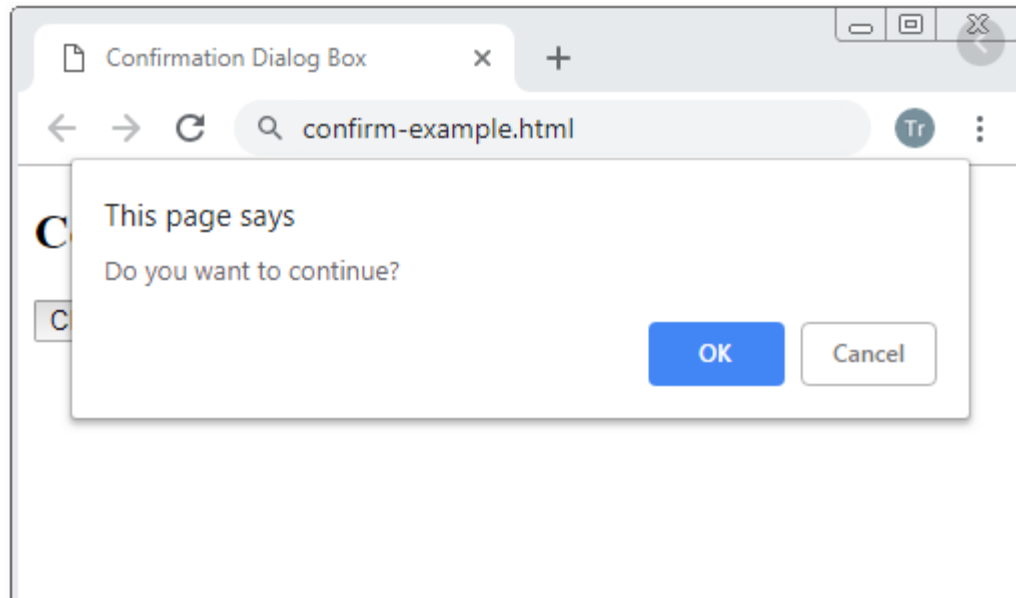 Confirmation Dialog Box
confirm-example.html
Tr
This page says
Do you want to continue?
OK
Cancel